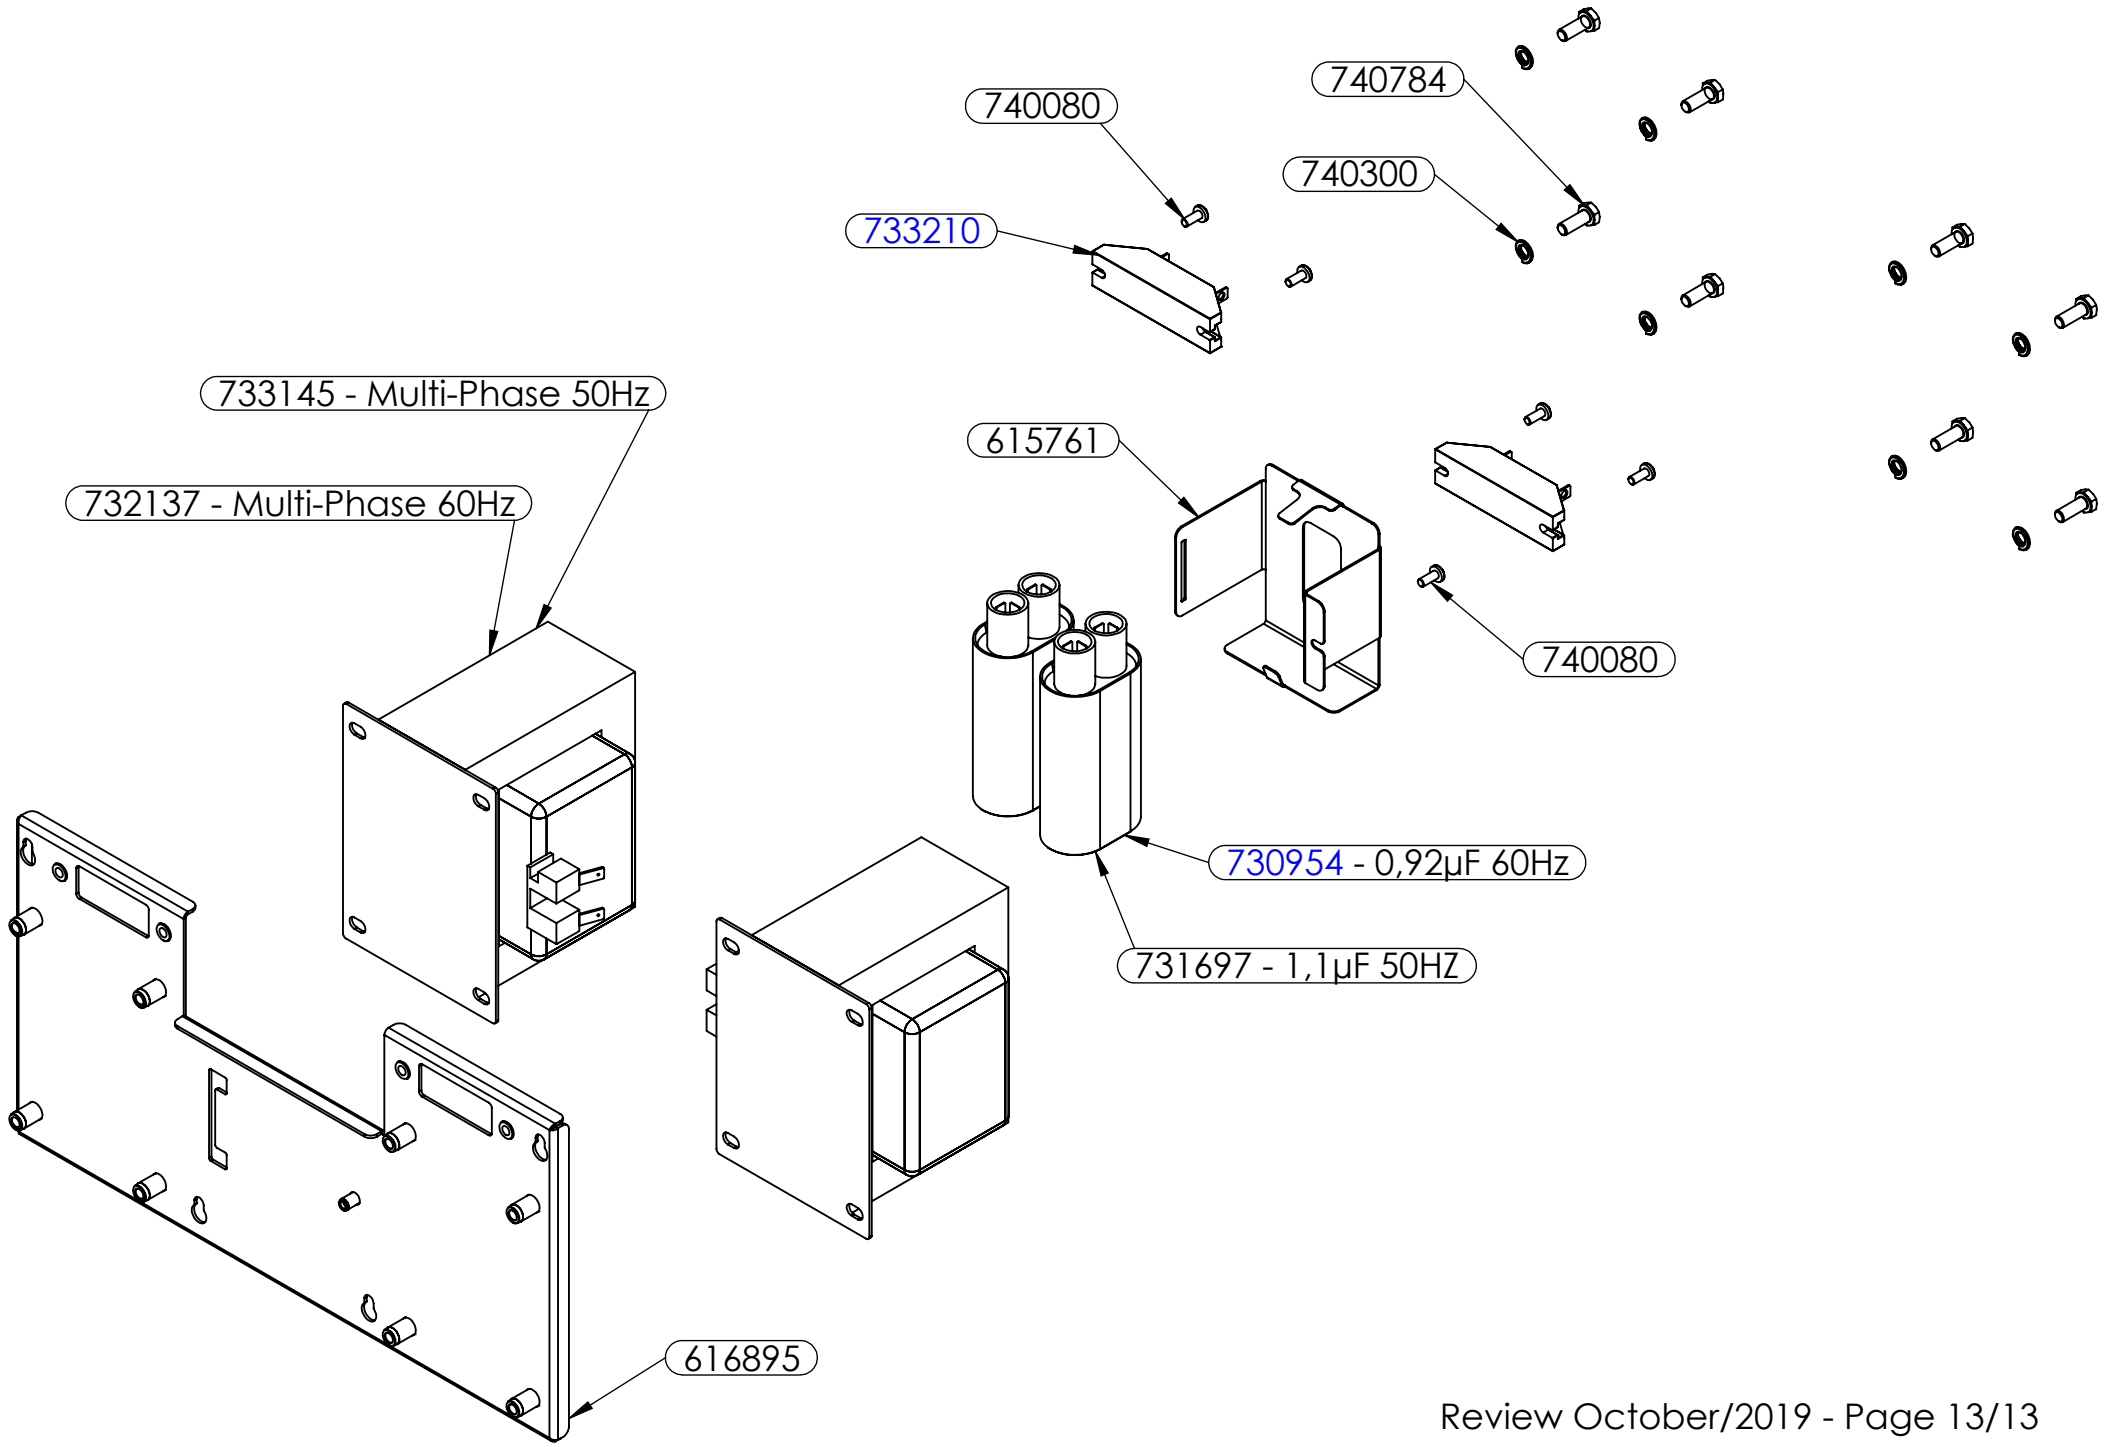 740784
740080
740300
733210
733145 - Multi-Phase 50Hz
615761
732137 - Multi-Phase 60Hz
740080
730954 - 0,92µF 60Hz
731697 - 1,1µF 50HZ
616895
Review October/2019 - Page 13/13